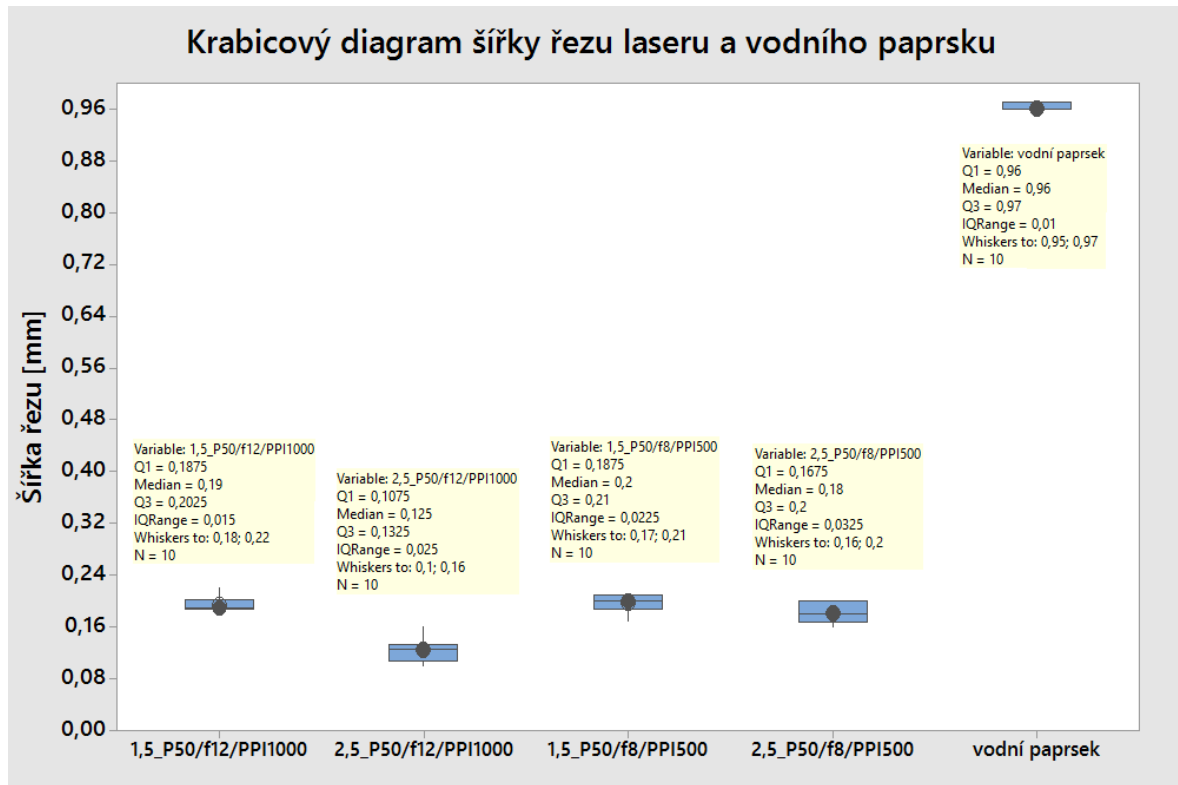 Krabicový diagram šířky řezu laseru a vodního paprsku
Šířka řezu [mm]
0,96
0,88
0,80
0,72
0,64
0,56
0,48
0,40
0,32
0,24
0,16
0,08
0,00
Variable: 1,5_P50/f12/PPI1000
Q1 = 0,1875
Median = 0,19
Q3 = 0,2025
IQRange = 0,015
Whiskers to: 0,18; 0,22
N = 10
Variable: 2,5_P50/f12/PPI1000
Q1 = 0,1075
Median = 0,125
Q3 = 0,1325
IQRange = 0,025
Whiskers to: 0,1; 0,16
N = 10
Variable: 1,5_P50/f8/PPI500
Q1 = 0,1875
Median = 0,2
Q3 = 0,21
IQRange = 0,0225
Whiskers to: 0,17; 0,21
N = 10
Variable: 2,5_P50/f8/PPI500
Q1 = 0,1675
Median = 0,18
Q3 = 0,2
IQRange = 0,0325
Whiskers to: 0,16; 0,2
N = 10
Variable: vodní paprsek
Q1 = 0,96
Median = 0,96
Q3 = 0,97
IQRange = 0,01
Whiskers to: 0,95; 0,97
N = 10
1,5_P50/f12/PPI1000
2,5_P50/f12/PPI1000
1,5_P50/f8/PPI500
2,5_P50/f8/PPI500
vodní paprsek